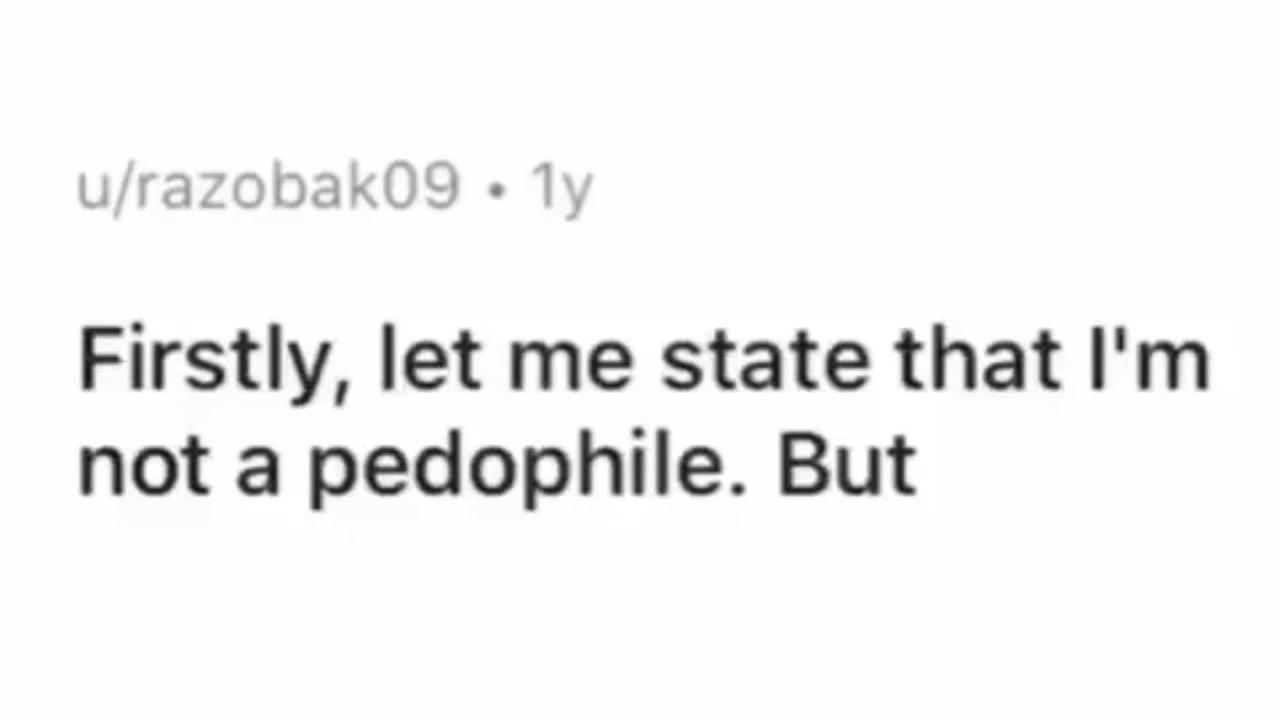 u/razobak09 • 1y
Firstly, let me state that I'm
not a pedophile. But